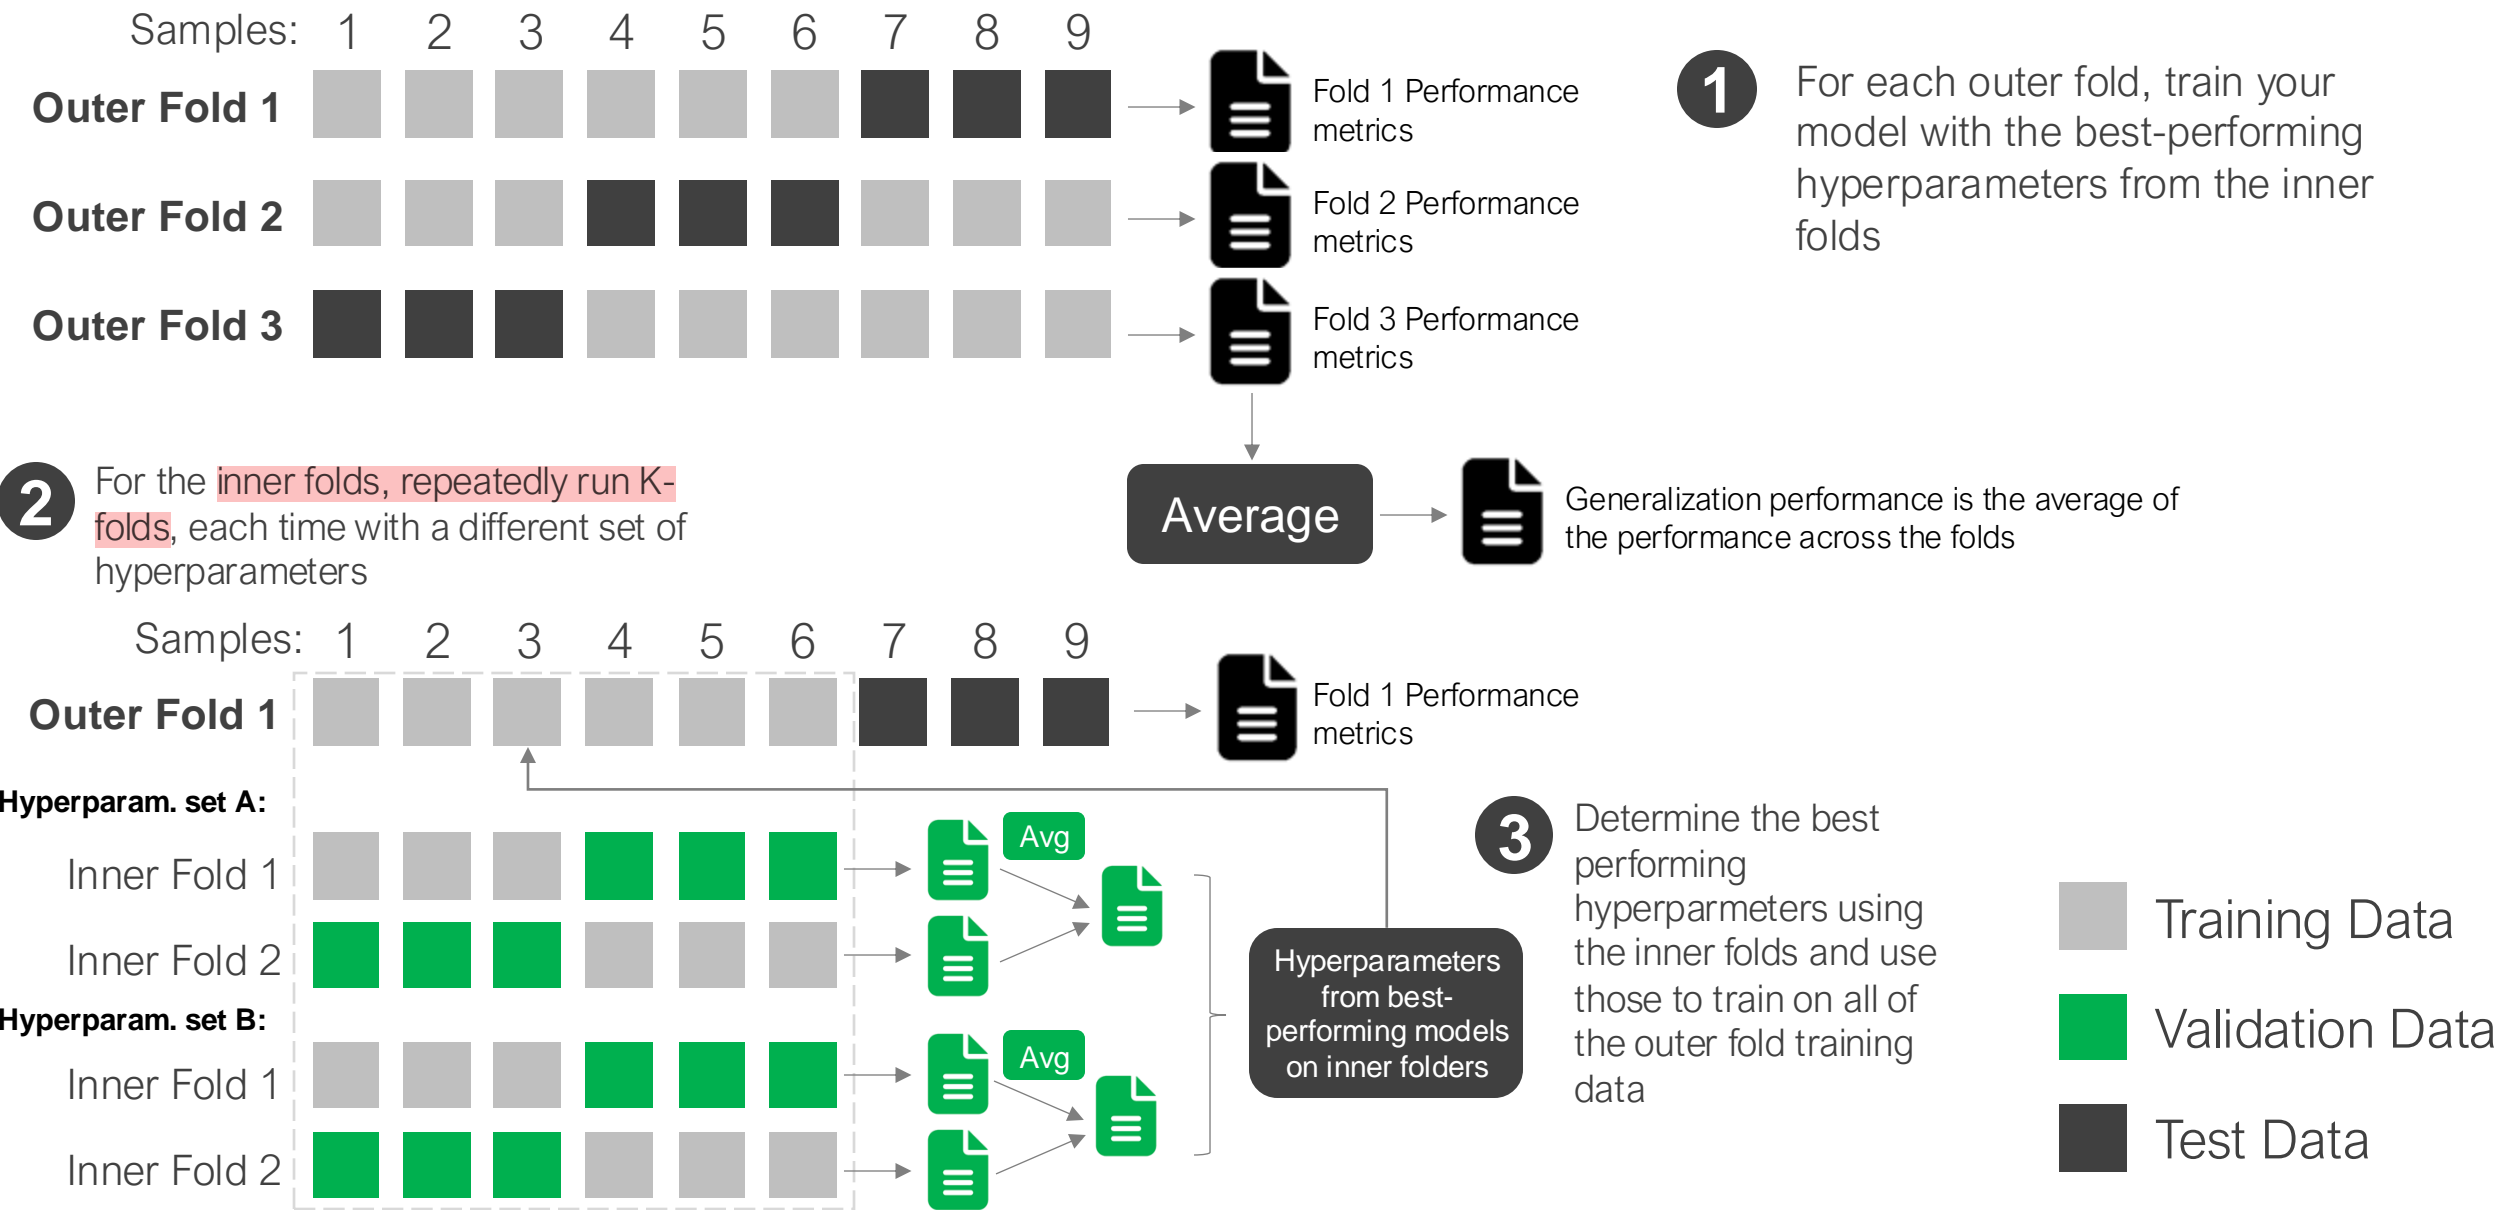 Samples: 1 2 3 4 5 6 7 8 9
Outer Fold 1
Fold 1 Performance
metrics
Outer Fold 2
Fold 2 Performance
metrics
Outer Fold 3
Fold 3 Performance
metrics
1
For each outer fold, train your
model with the best-performing
hyperparameters from the inner
folds
Average
Generalization performance is the average of
the performance across the folds
2
For the inner folds, repeatedly run K-
folds, each time with a different set of
hyperparameters
Samples: 1 2 3 4 5 6 7 8 9
Outer Fold 1
Fold 1 Performance
metrics
Hyperparam. set A:
Inner Fold 1
Avg
Inner Fold 2
Hyperparam. set B:
Inner Fold 1
Avg
Inner Fold 2
Hyperparameters
from best-
performing models
on inner folders
3
Determine the best
performing
hyperparmeters using
the inner folds and use
those to train on all of
the outer fold training
data
Training Data
Validation Data
Test Data